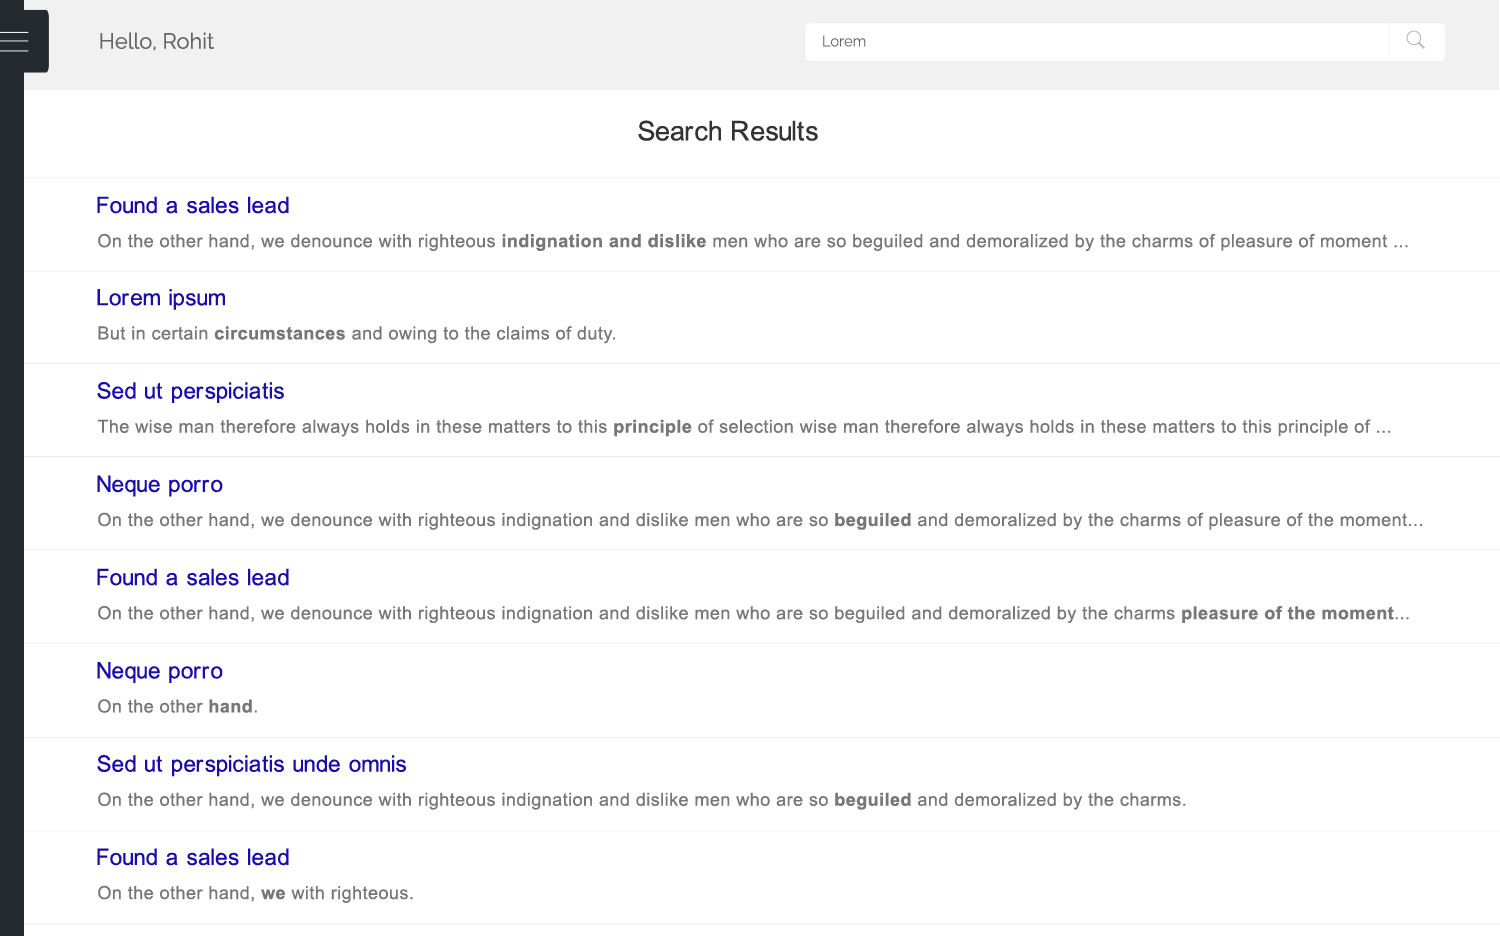 Hello, Rohit
Lorem
Search Results
Found a sales lead
On the other hand, we denounce with righteous indignation and dislike men who are so beguiled and demoralized by the charms of pleasure of moment ...
Lorem ipsum
But in certain circumstances and owing to the claims of duty.
Sed ut perspiciatis
The wise man therefore always holds in these matters to this principle of selection wise man therefore always holds in these matters to this principle of ...
Neque porro
On the other hand, we denounce with righteous indignation and dislike men who are so beguiled and demoralized by the charms of pleasure of the moment...
Found a sales lead
On the other hand, we denounce with righteous indignation and dislike men who are so beguiled and demoralized by the charms pleasure of the moment...
Neque porro
On the other hand.
Sed ut perspiciatis unde omnis
On the other hand, we denounce with righteous indignation and dislike men who are so beguiled and demoralized by the charms.
Found a sales lead
On the other hand, we with righteous.